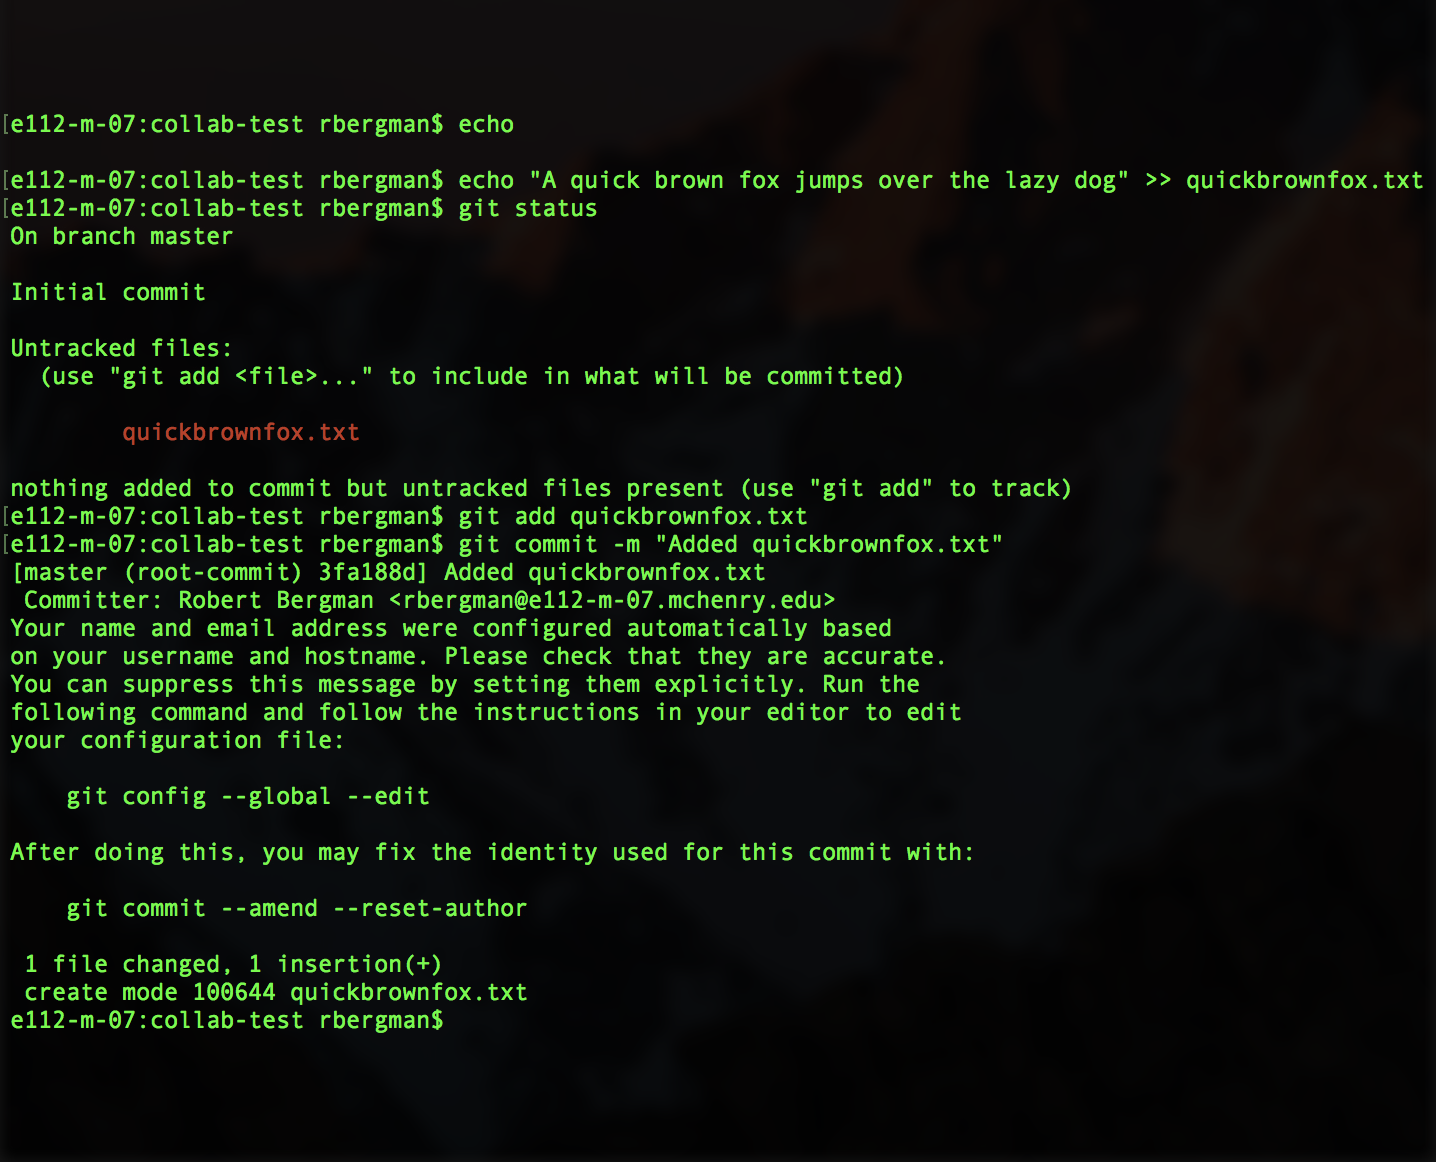 [e112-m-07:collab-test rbergman$ echo

[e112-m-07:collab-test rbergman$ echo "A quick brown fox jumps over the lazy dog" >> quickbrownfox.txt
[e112-m-07:collab-test rbergman$ git status
On branch master

Initial commit

Untracked files:
  (use "git add <file>..." to include in what will be committed)

        quickbrownfox.txt

nothing added to commit but untracked files present (use "git add" to track)
[e112-m-07:collab-test rbergman$ git add quickbrownfox.txt
[e112-m-07:collab-test rbergman$ git commit -m "Added quickbrownfox.txt"
[master (root-commit) 3fa188d] Added quickbrownfox.txt
 Committer: Robert Bergman <rbergman@e112-m-07.mchenry.edu>
Your name and email address were configured automatically based
on your username and hostname. Please check that they are accurate.
You can suppress this message by setting them explicitly. Run the
following command and follow the instructions in your editor to edit
your configuration file:

    git config --global --edit

After doing this, you may fix the identity used for this commit with:

    git commit --amend --reset-author

 1 file changed, 1 insertion(+)
 create mode 100644 quickbrownfox.txt
e112-m-07:collab-test rbergman$